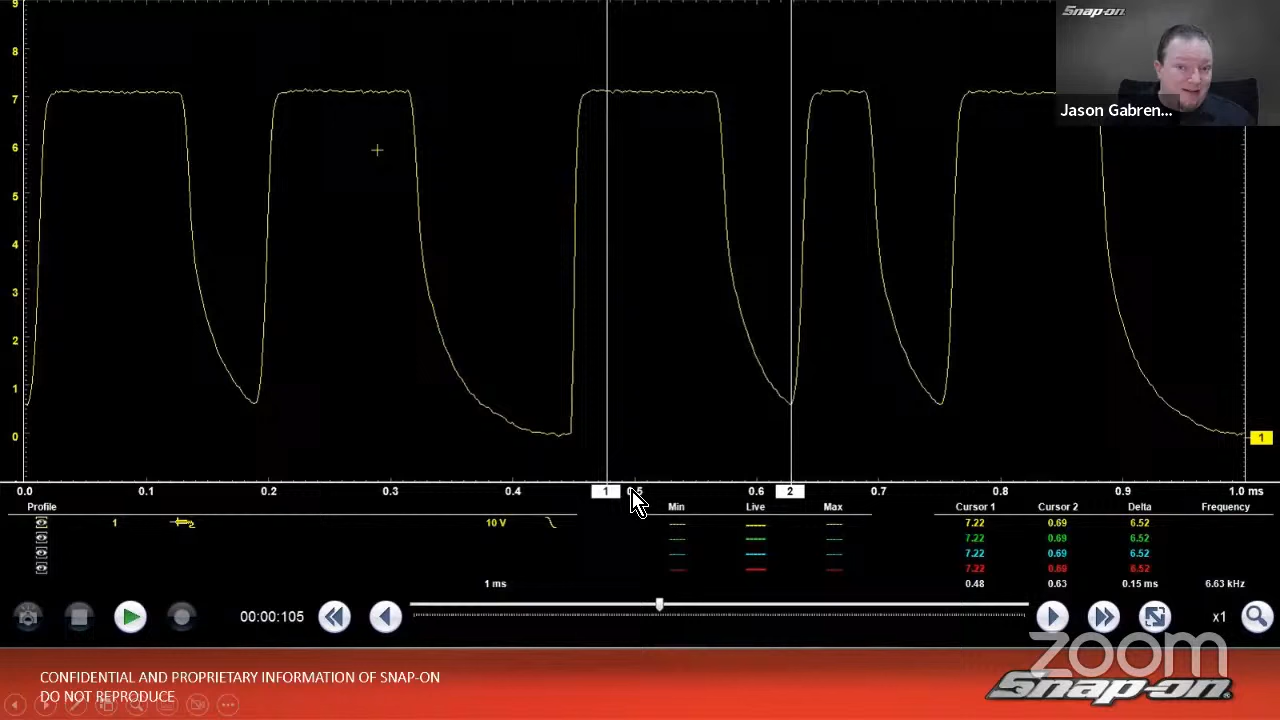 Snap-on
Jason Gabren...
9
8
7
6
5
4
3
2
1
0
1
0.0 0.1 0.2 0.3 0.4 1 0.5 0.6 2 0.7 0.8 0.9 1.0 ms
Profile Min Live Max Cursor 1 Cursor 2 Delta Frequency
1 10 V 7.22 0.69 6.52
7.22 0.69 6.52
7.22 0.69 6.52
7.22 0.69 6.52
1 ms 0.48 0.63 0.15 ms 6.63 kHz
00:00:105 x1
zoom
CONFIDENTIAL AND PROPRIETARY INFORMATION OF SNAP-ON
DO NOT REPRODUCE
Snap-on